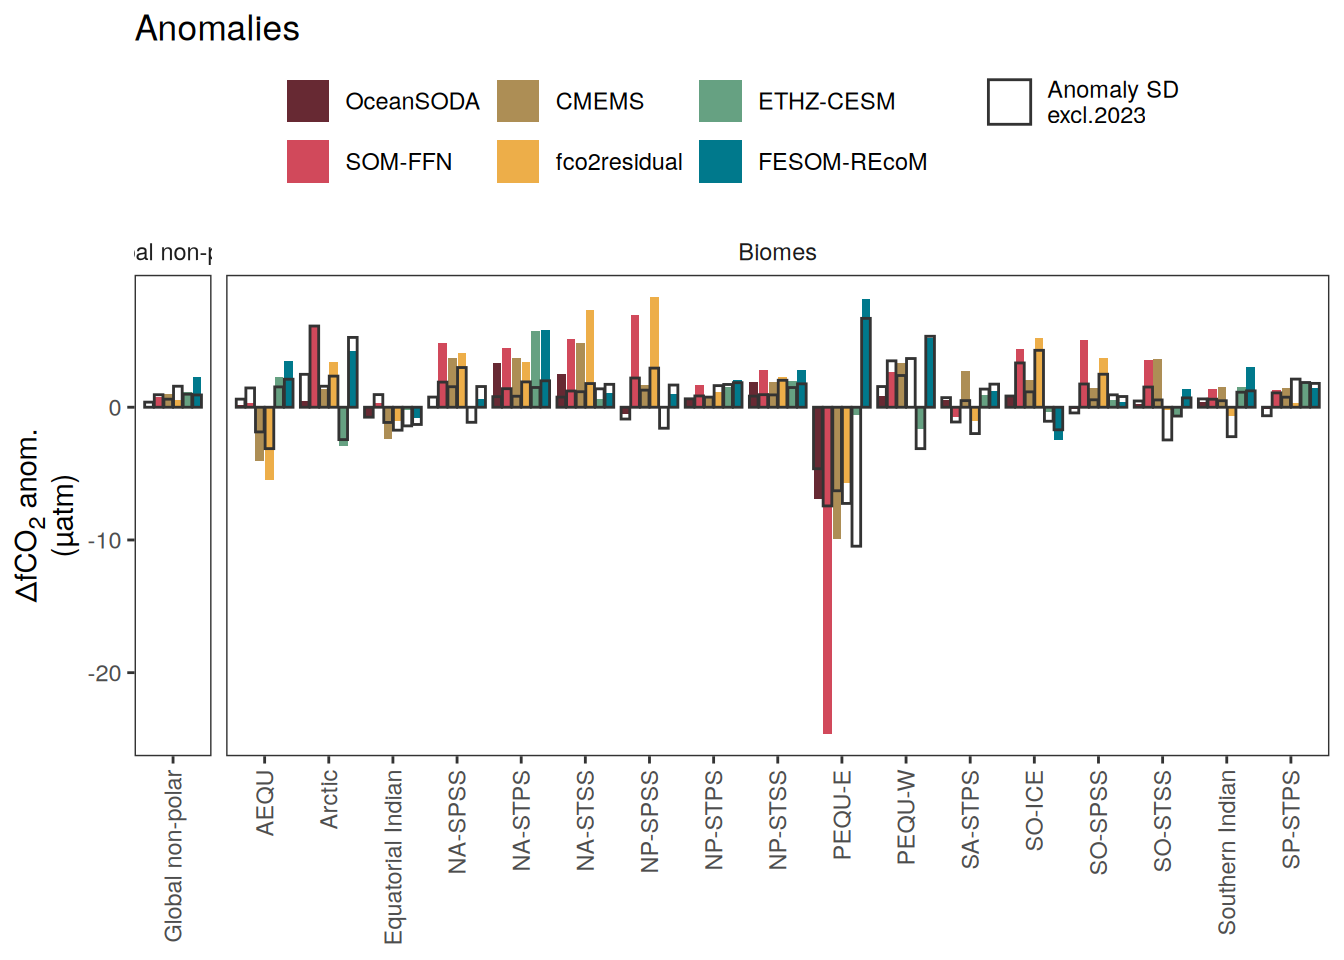 Anomalies
OceanSODA
CMEMS
ETHZ-CESM
Anomaly SD
excl.2023
SOM-FFN
fco2residual
FESOM-REcoM
al non-
Biomes
ΔfCO₂ anom.
(µatm)
0
-10
-20
Global non-polar
AEQU
Arctic
Equatorial Indian
NA-SPSS
NA-STPS
NA-STSS
NP-SPSS
NP-STPS
NP-STSS
PEQU-E
PEQU-W
SA-STPS
SO-ICE
SO-SPSS
SO-STSS
Southern Indian
SP-STPS